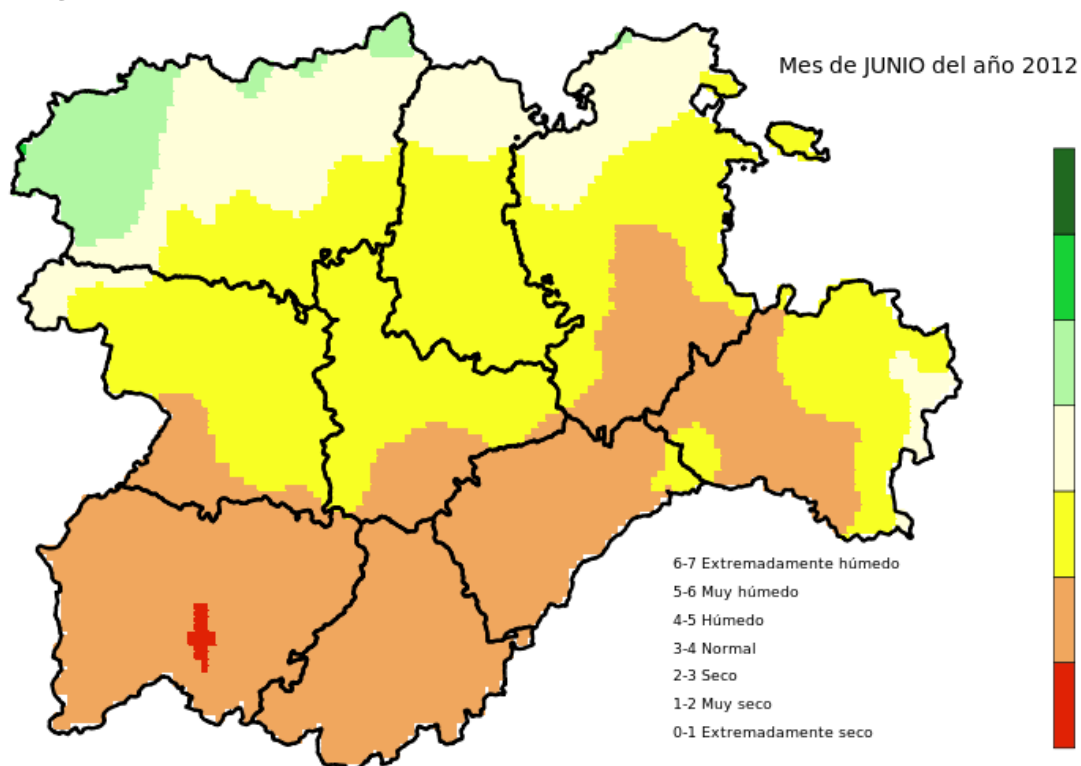 Mes de JUNIO del año 2012
6-7 Extremadamente húmedo
5-6 Muy húmedo
4-5 Húmedo
3-4 Normal
2-3 Seco
1-2 Muy seco
0-1 Extremadamente seco